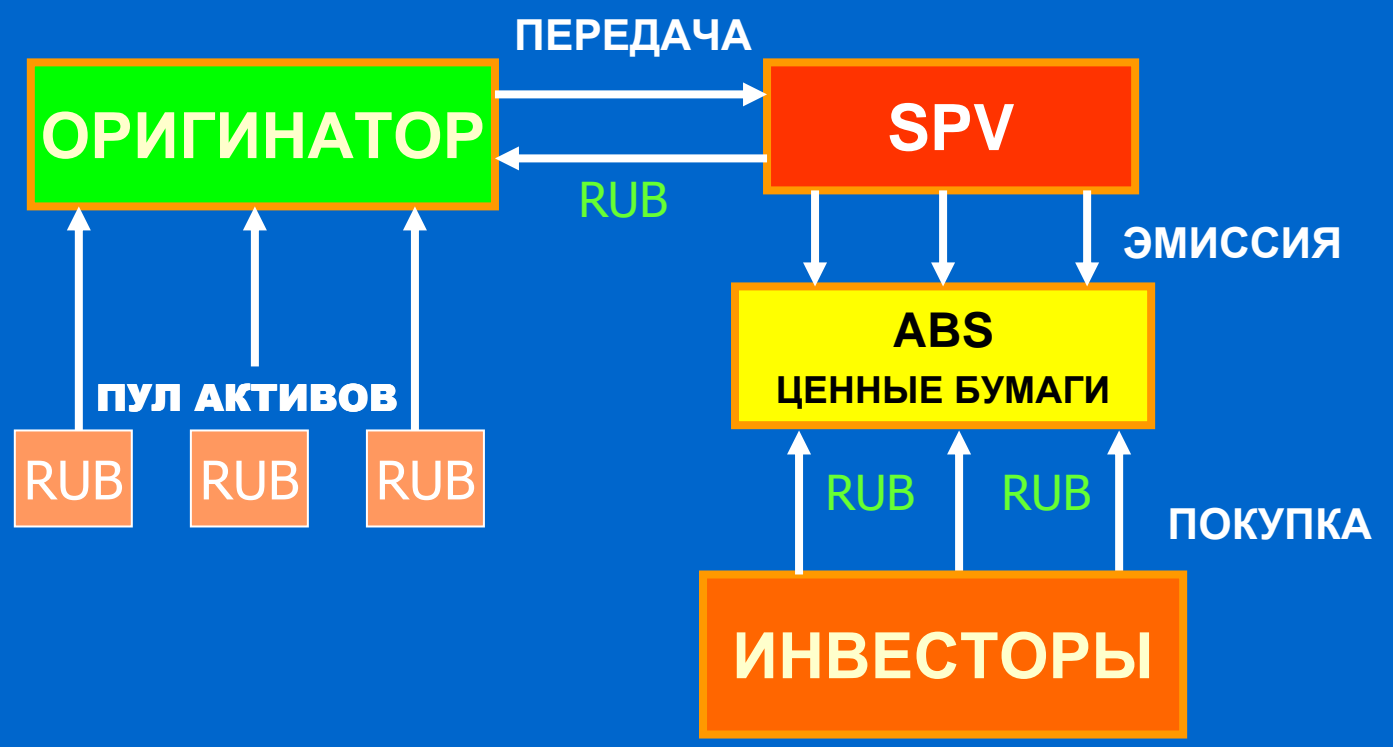 ПЕРЕДАЧА
ОРИГИНАТОР
SPV
RUB
ЭМИССИЯ
ABS
ЦЕННЫЕ БУМАГИ
ПУЛ АКТИВОВ
RUB RUB RUB
RUB RUB
ПОКУПКА
ИНВЕСТОРЫ